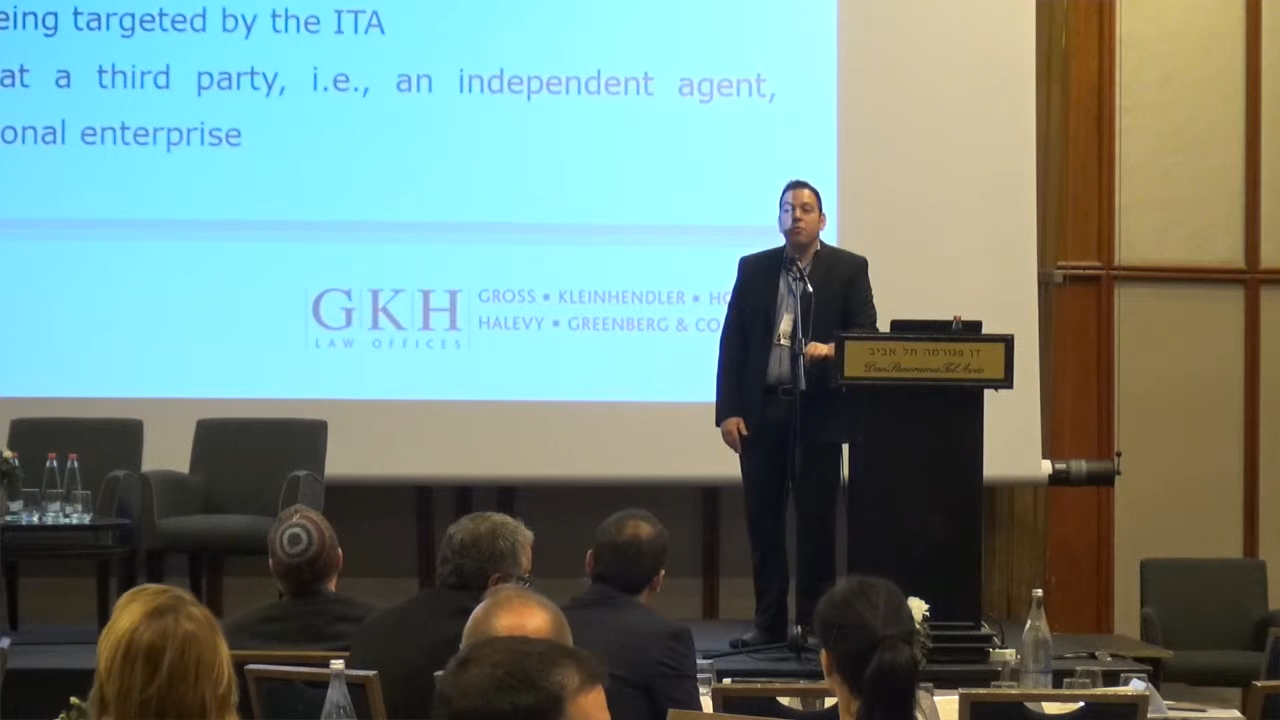 eing targeted by the ITA
at a third party, i.e., an independent agent,
onal enterprise
GKH
LAW OFFICES
GROSS ▪ KLEINHENDLER ▪ HO
HALEVY ▪ GREENBERG & CO
דן פנורמה תל אביב
Dan Panorama Tel Aviv